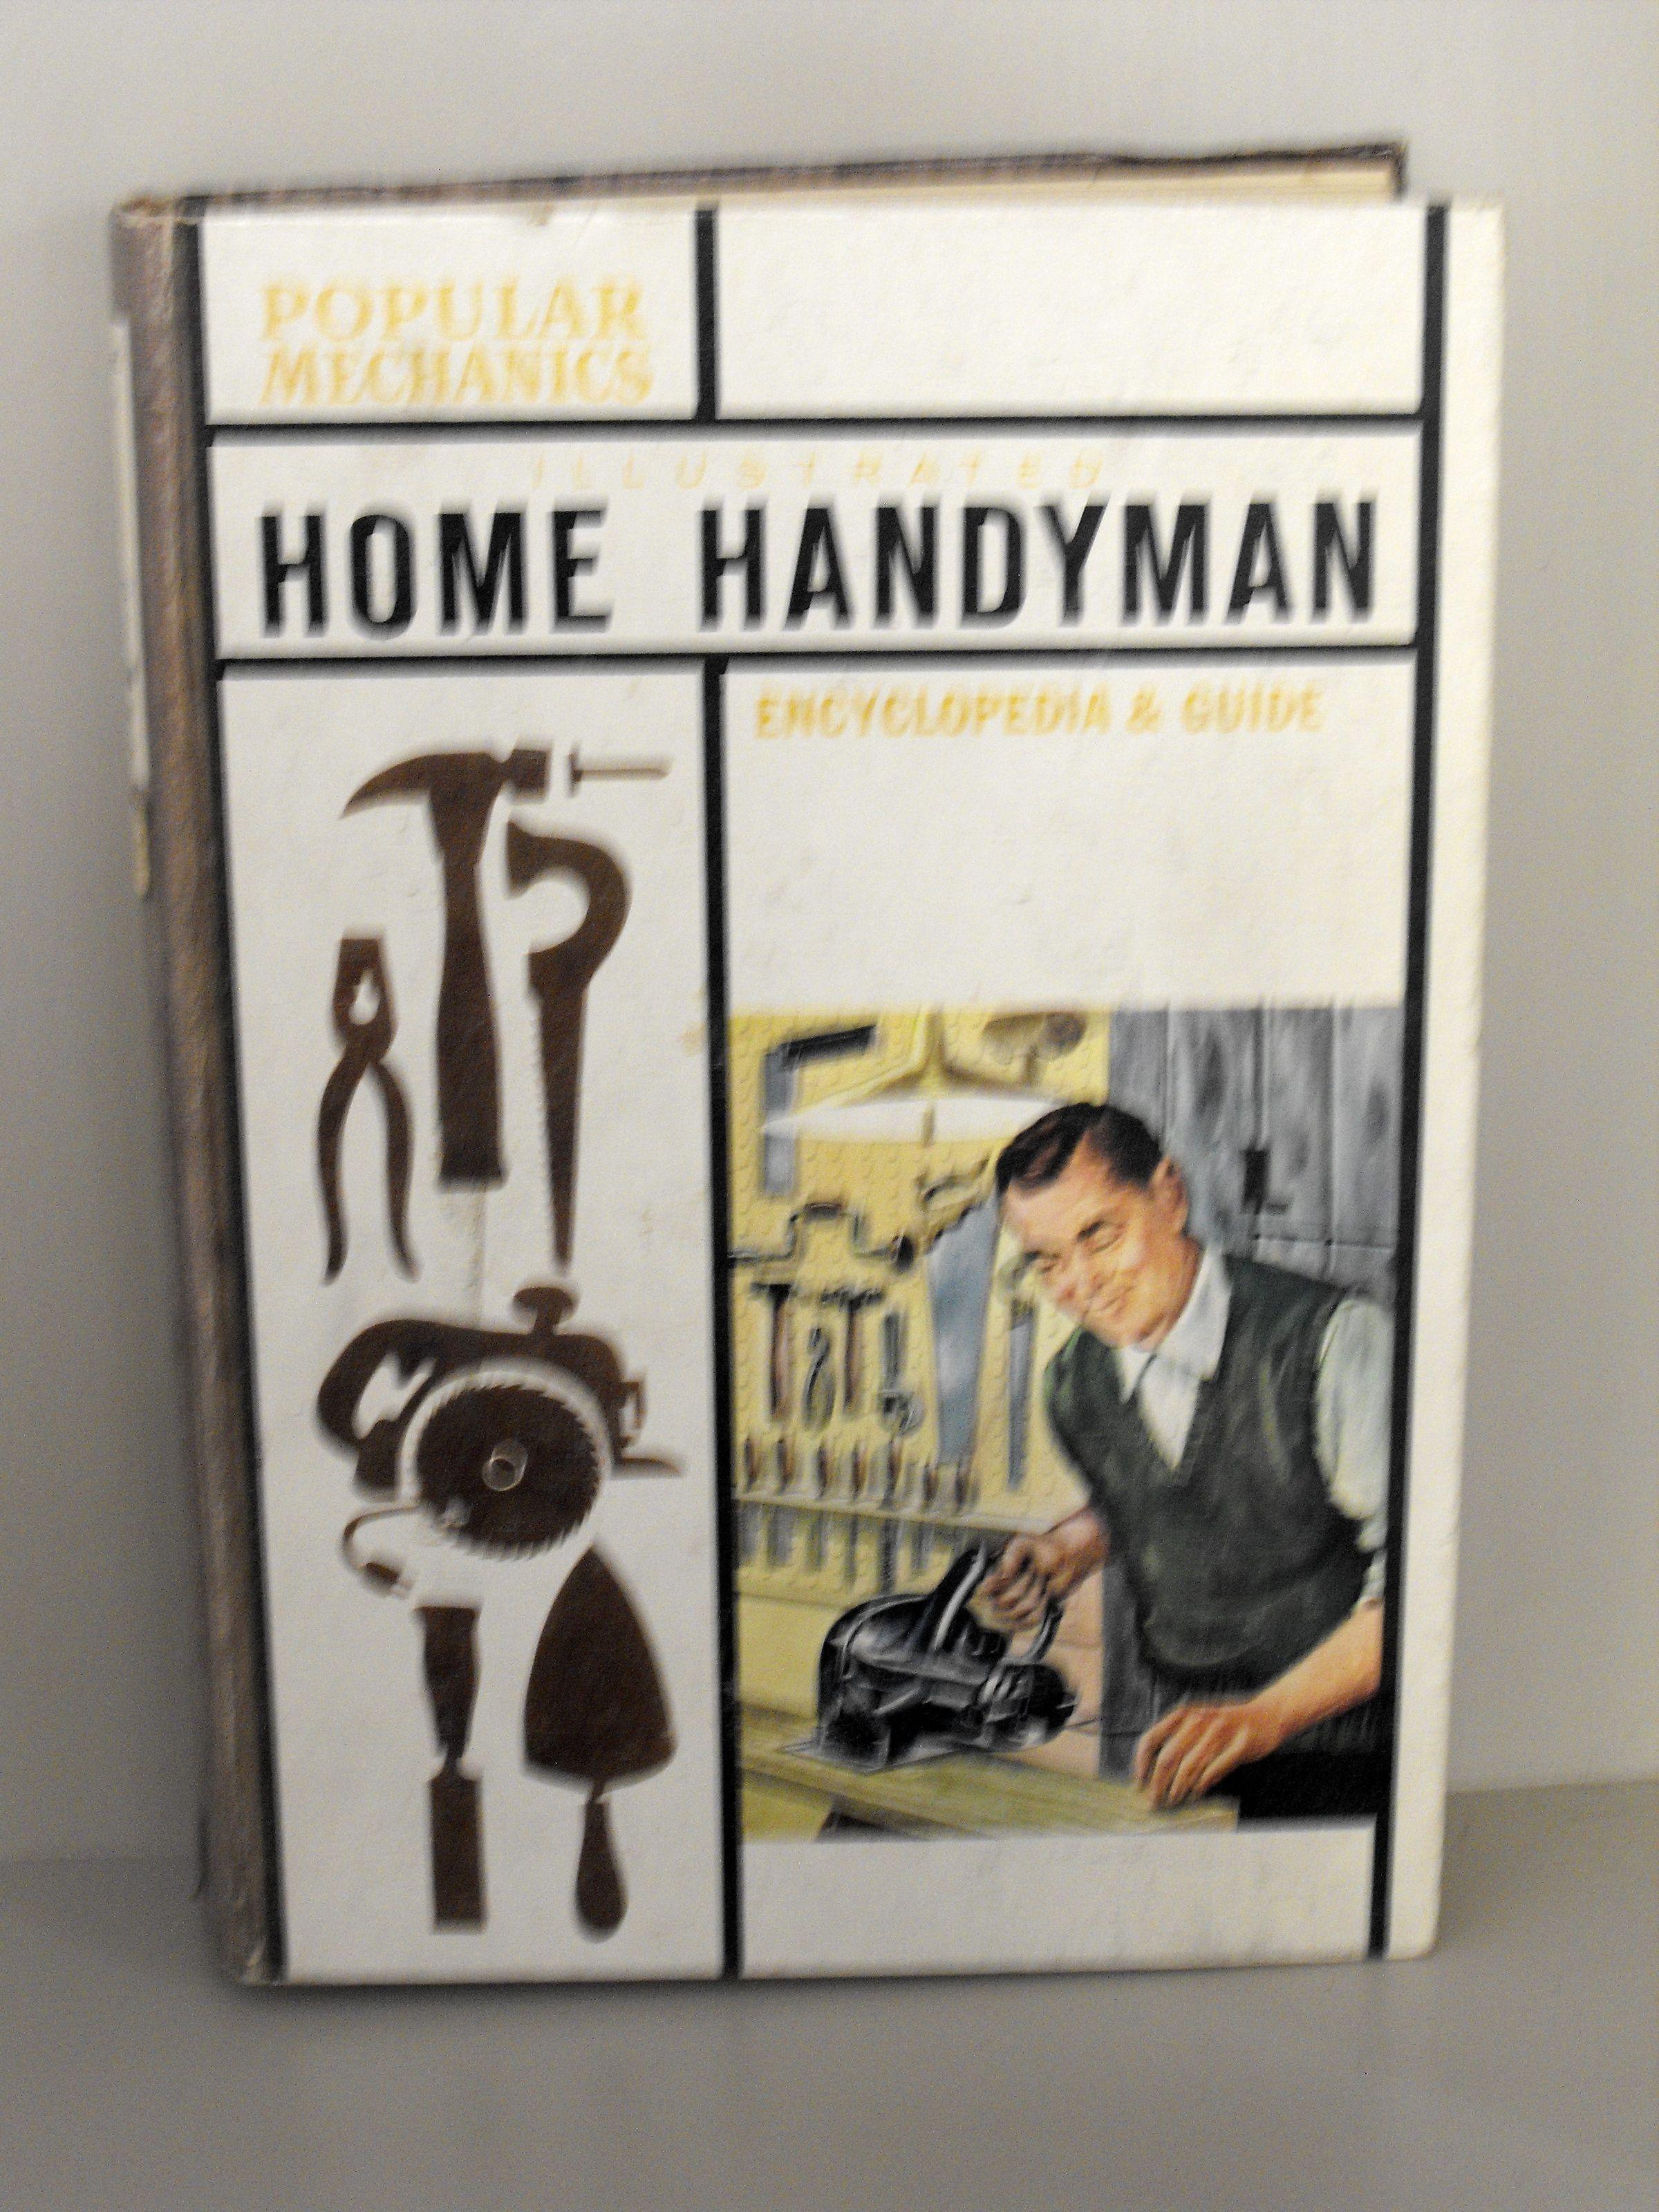 POPULAR
MECHANICS
ILLUSTRATED
HOME HANDYMAN
ENCYCLOPEDIA & GUIDE